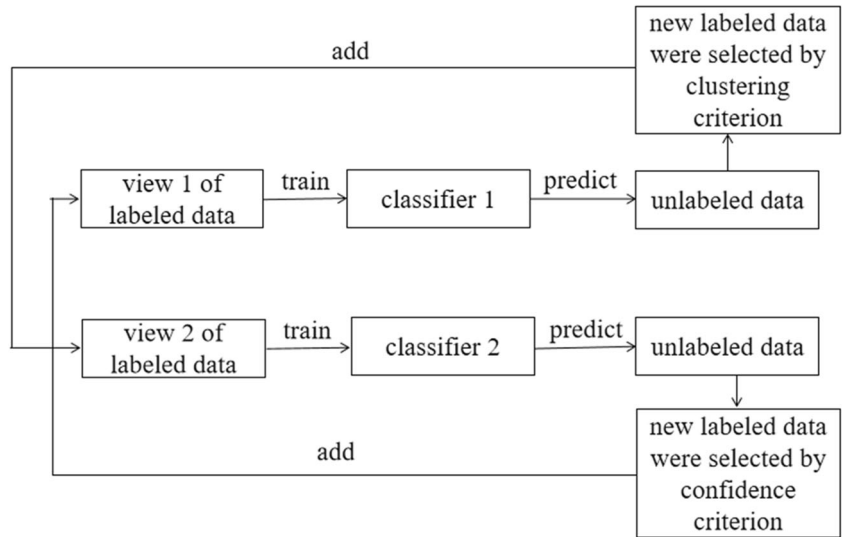 new labeled data
were selected by
clustering
criterion
add
view 1 of
labeled data
train
classifier 1
predict
unlabeled data
view 2 of
labeled data
train
classifier 2
predict
unlabeled data
new labeled data
were selected by
confidence
criterion
add